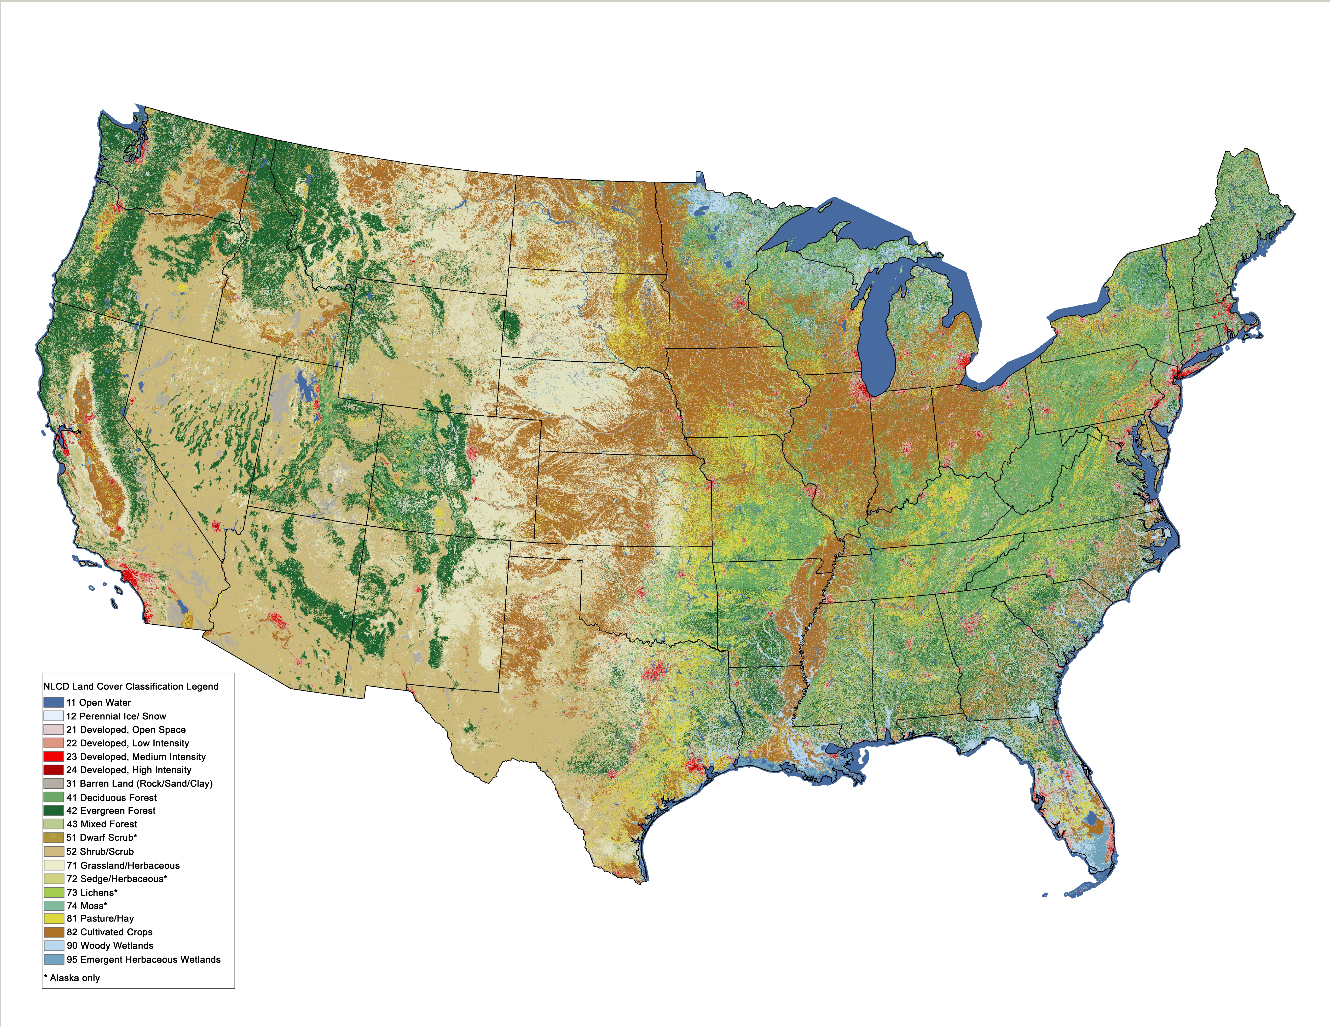 NLCD Land Cover Classification Legend
11 Open Water
12 Perennial Ice/ Snow
21 Developed, Open Space
22 Developed, Low Intensity
23 Developed, Medium Intensity
24 Developed, High Intensity
31 Barren Land (Rock/Sand/Clay)
41 Deciduous Forest
42 Evergreen Forest
43 Mixed Forest
51 Dwarf Scrub*
52 Shrub/Scrub
71 Grassland/Herbaceous
72 Sedge/Herbaceous*
73 Lichens*
74 Moss*
81 Pasture/Hay
82 Cultivated Crops
90 Woody Wetlands
95 Emergent Herbaceous Wetlands
* Alaska only